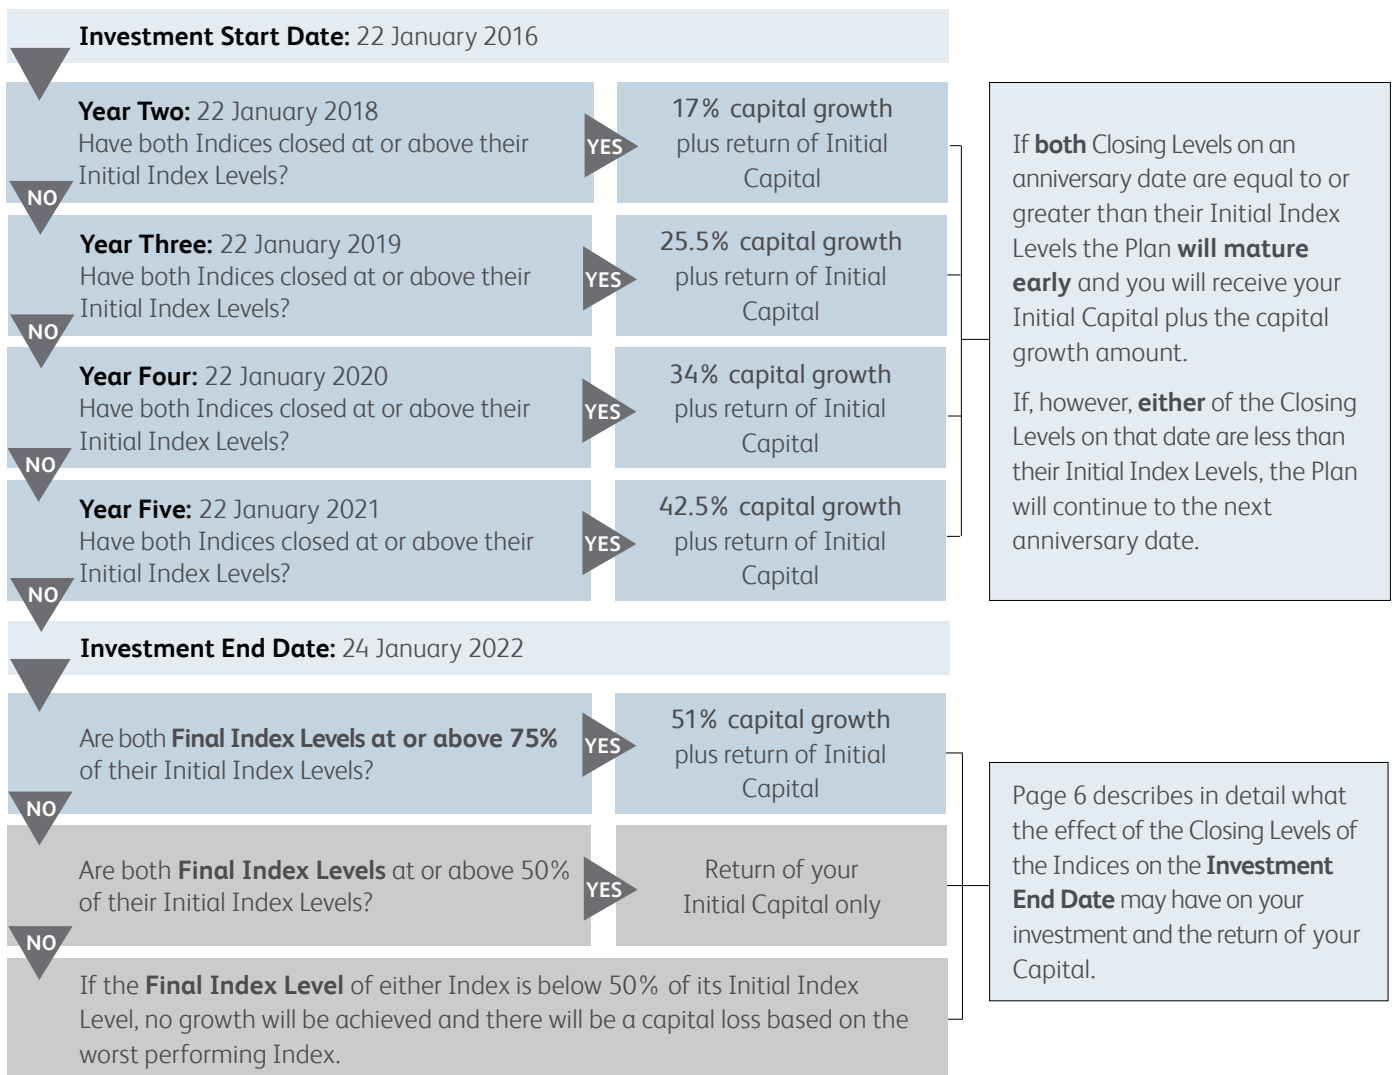 Investment Start Date: 22 January 2016
Year Two: 22 January 2018
Have both Indices closed at or above their
Initial Index Levels?
YES
17% capital growth
plus return of Initial
Capital
NO
Year Three: 22 January 2019
Have both Indices closed at or above their
Initial Index Levels?
YES
25.5% capital growth
plus return of Initial
Capital
NO
Year Four: 22 January 2020
Have both Indices closed at or above their
Initial Index Levels?
YES
34% capital growth
plus return of Initial
Capital
NO
Year Five: 22 January 2021
Have both Indices closed at or above their
Initial Index Levels?
YES
42.5% capital growth
plus return of Initial
Capital
NO
If both Closing Levels on an
anniversary date are equal to or
greater than their Initial Index
Levels the Plan will mature
early and you will receive your
Initial Capital plus the capital
growth amount.
If, however, either of the Closing
Levels on that date are less than
their Initial Index Levels, the Plan
will continue to the next
anniversary date.
Investment End Date: 24 January 2022
Are both Final Index Levels at or above 75%
of their Initial Index Levels?
YES
51% capital growth
plus return of Initial
Capital
NO
Are both Final Index Levels at or above 50%
of their Initial Index Levels?
YES
Return of your
Initial Capital only
NO
If the Final Index Level of either Index is below 50% of its Initial Index
Level, no growth will be achieved and there will be a capital loss based on the
worst performing Index.
Page 6 describes in detail what
the effect of the Closing Levels of
the Indices on the Investment
End Date may have on your
investment and the return of your
Capital.